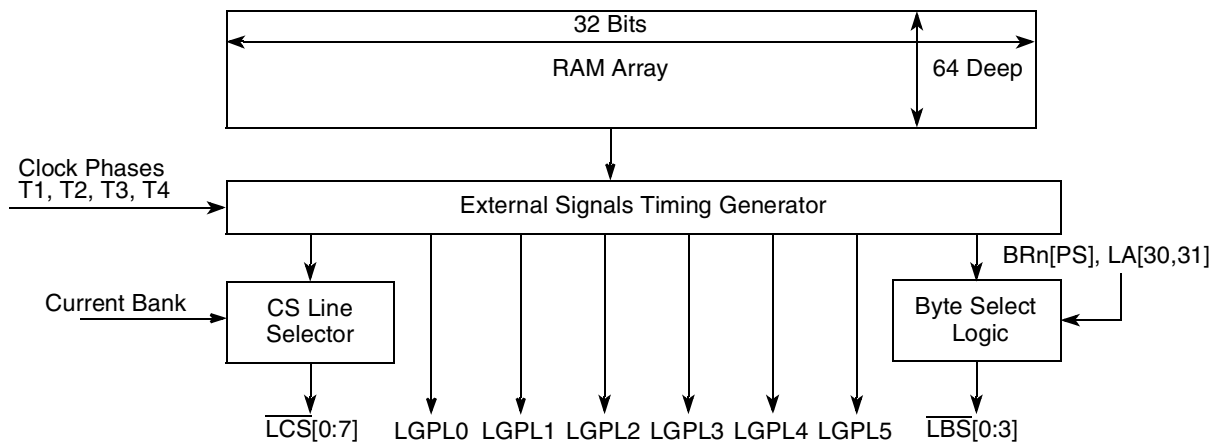 32 Bits
RAM Array
64 Deep
Clock Phases
T1, T2, T3, T4
External Signals Timing Generator
BRn[PS], LA[30,31]
Current Bank
CS Line
Selector
Byte Select
Logic
LCS[0:7]
LGPL0
LGPL1
LGPL2
LGPL3
LGPL4
LGPL5
LBS[0:3]